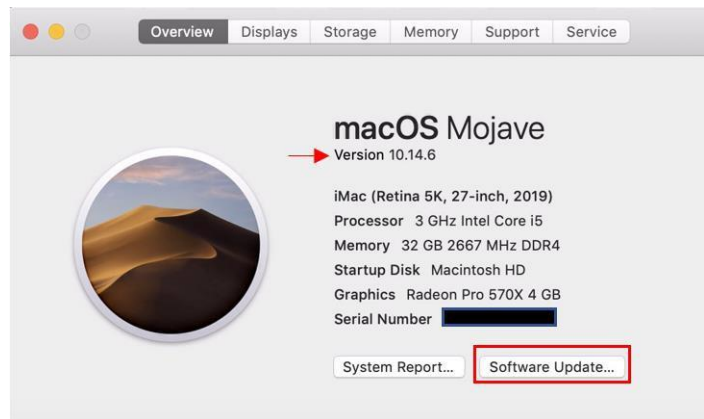 Overview Displays Storage Memory Support Service
macOS Mojave
Version 10.14.6
iMac (Retina 5K, 27-inch, 2019)
Processor 3 GHz Intel Core i5
Memory 32 GB 2667 MHz DDR4
Startup Disk Macintosh HD
Graphics Radeon Pro 570X 4 GB
Serial Number
System Report... Software Update...